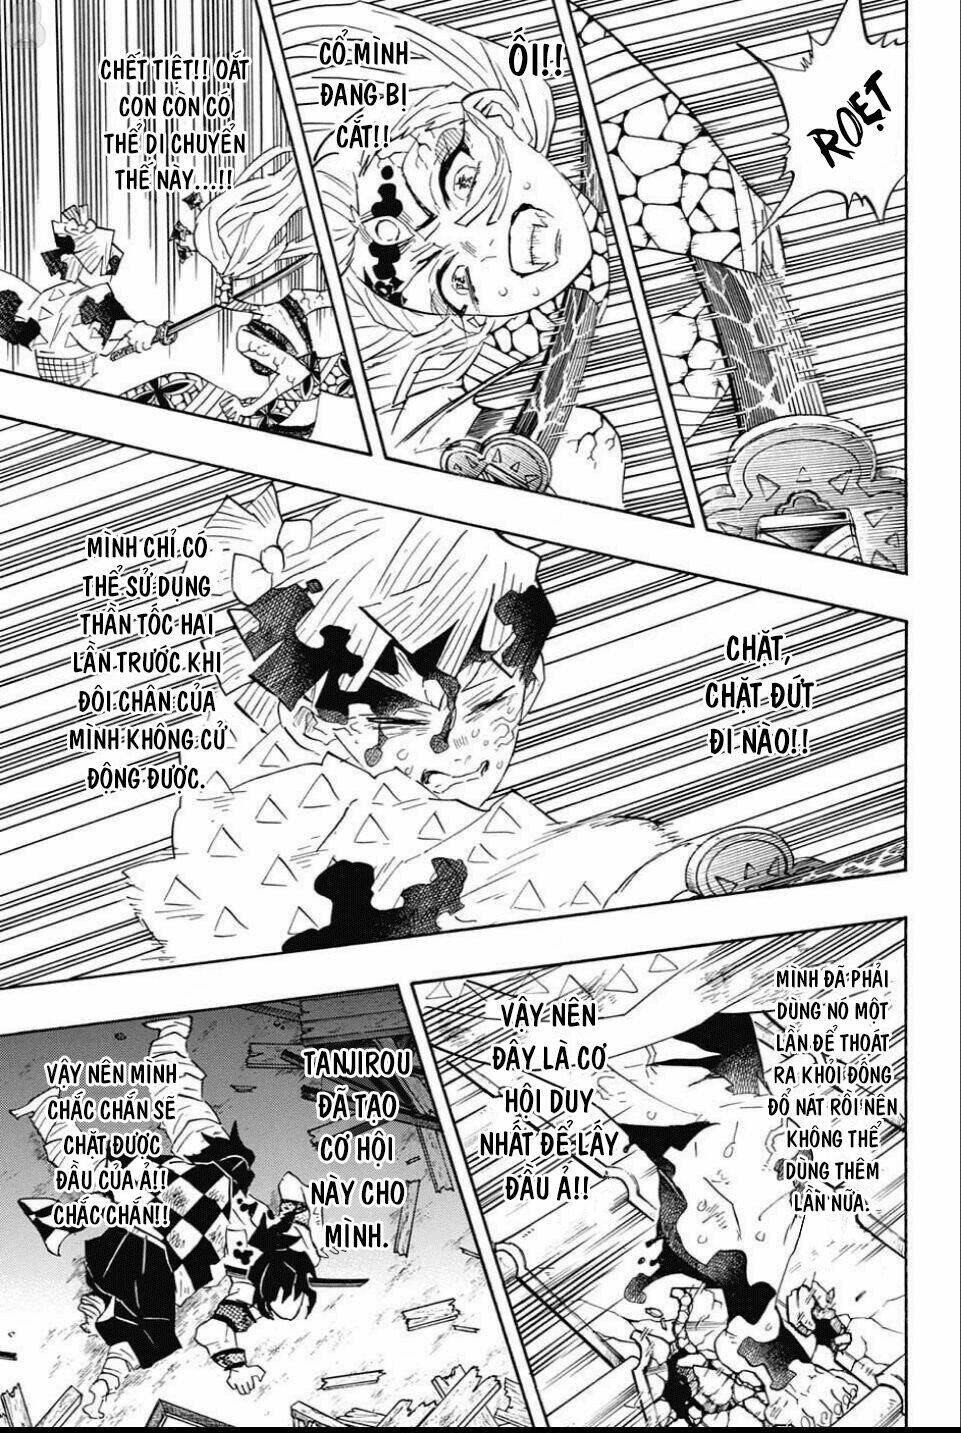 ROẸT
ỐI!!
CỔ MÌNH
ĐANG BỊ
CẮT!!
CHẾT TIỆT!! OẮT
CON CÒN CÓ
THỂ DI CHUYỂN
THẾ NÀY...!!
CHẶT,
CHẶT ĐỨT
ĐI NÀO!!
MÌNH CHỈ CÓ
THỂ SỬ DỤNG
THẦN TỐC HAI
LẦN TRƯỚC KHI
ĐÔI CHÂN CỦA
MÌNH KHÔNG CỬ
ĐỘNG ĐƯỢC.
MÌNH ĐÃ PHẢI
DÙNG NÓ MỘT
LẦN ĐỂ THOÁT
RA KHỎI ĐỐNG
ĐỔ NÁT RỒI NÊN
KHÔNG THỂ
DÙNG THÊM
LẦN NỮA.
VẬY NÊN
ĐÂY LÀ CƠ
HỘI DUY
NHẤT ĐỂ LẤY
ĐẦU Ả!!
TANJIROU
ĐÃ TẠO
CƠ HỘI
NÀY CHO
MÌNH.
VẬY NÊN MÌNH
CHẮC CHẮN SẼ
CHẶT ĐƯỢC
ĐẦU CỦA Ả!!
CHẮC CHẮN!!